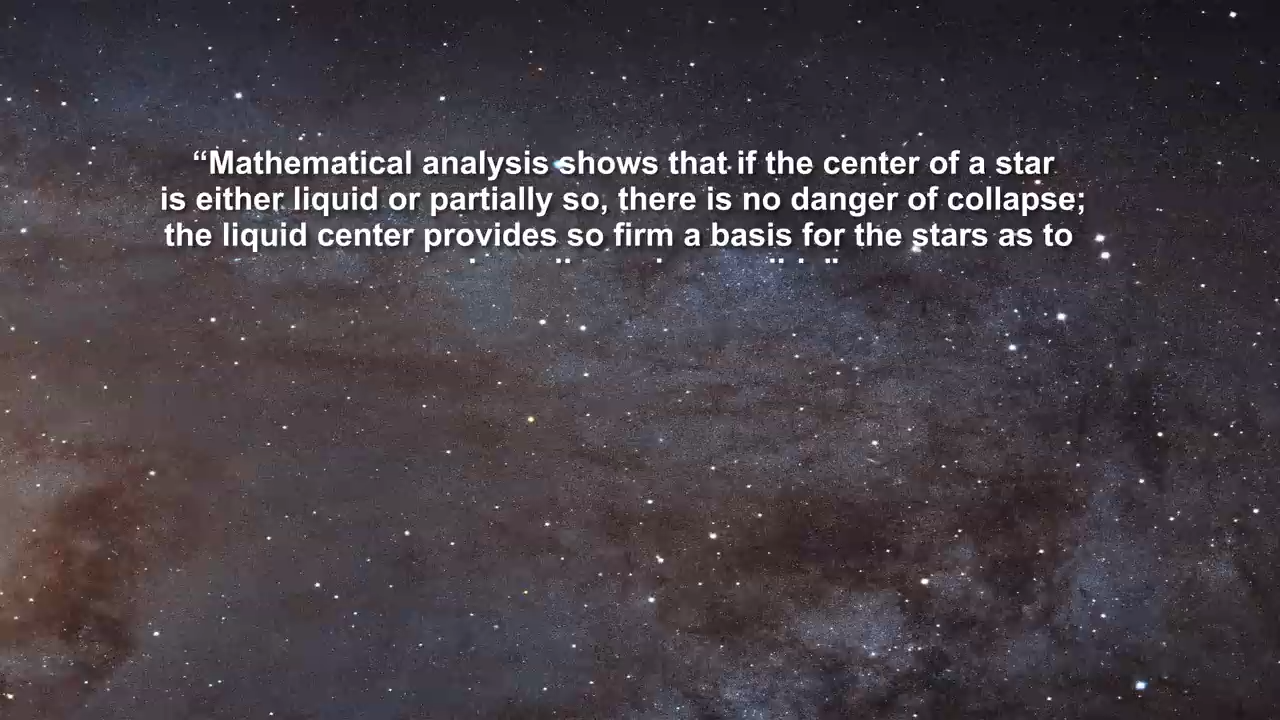 “Mathematical analysis shows that if the center of a star
is either liquid or partially so, there is no danger of collapse;
the liquid center provides so firm a basis for the stars as to